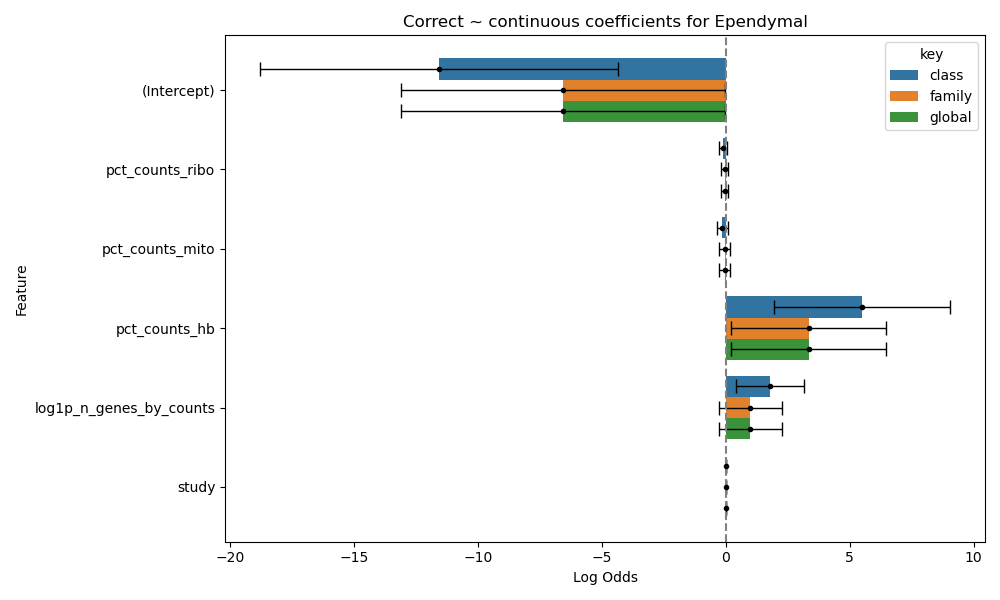 Correct ~ continuous coefficients for Ependymal
key
class
family
global
(Intercept)
pct_counts_ribo
pct_counts_mito
pct_counts_hb
log1p_n_genes_by_counts
study
Feature
−20
−15
−10
−5
0
5
10
Log Odds